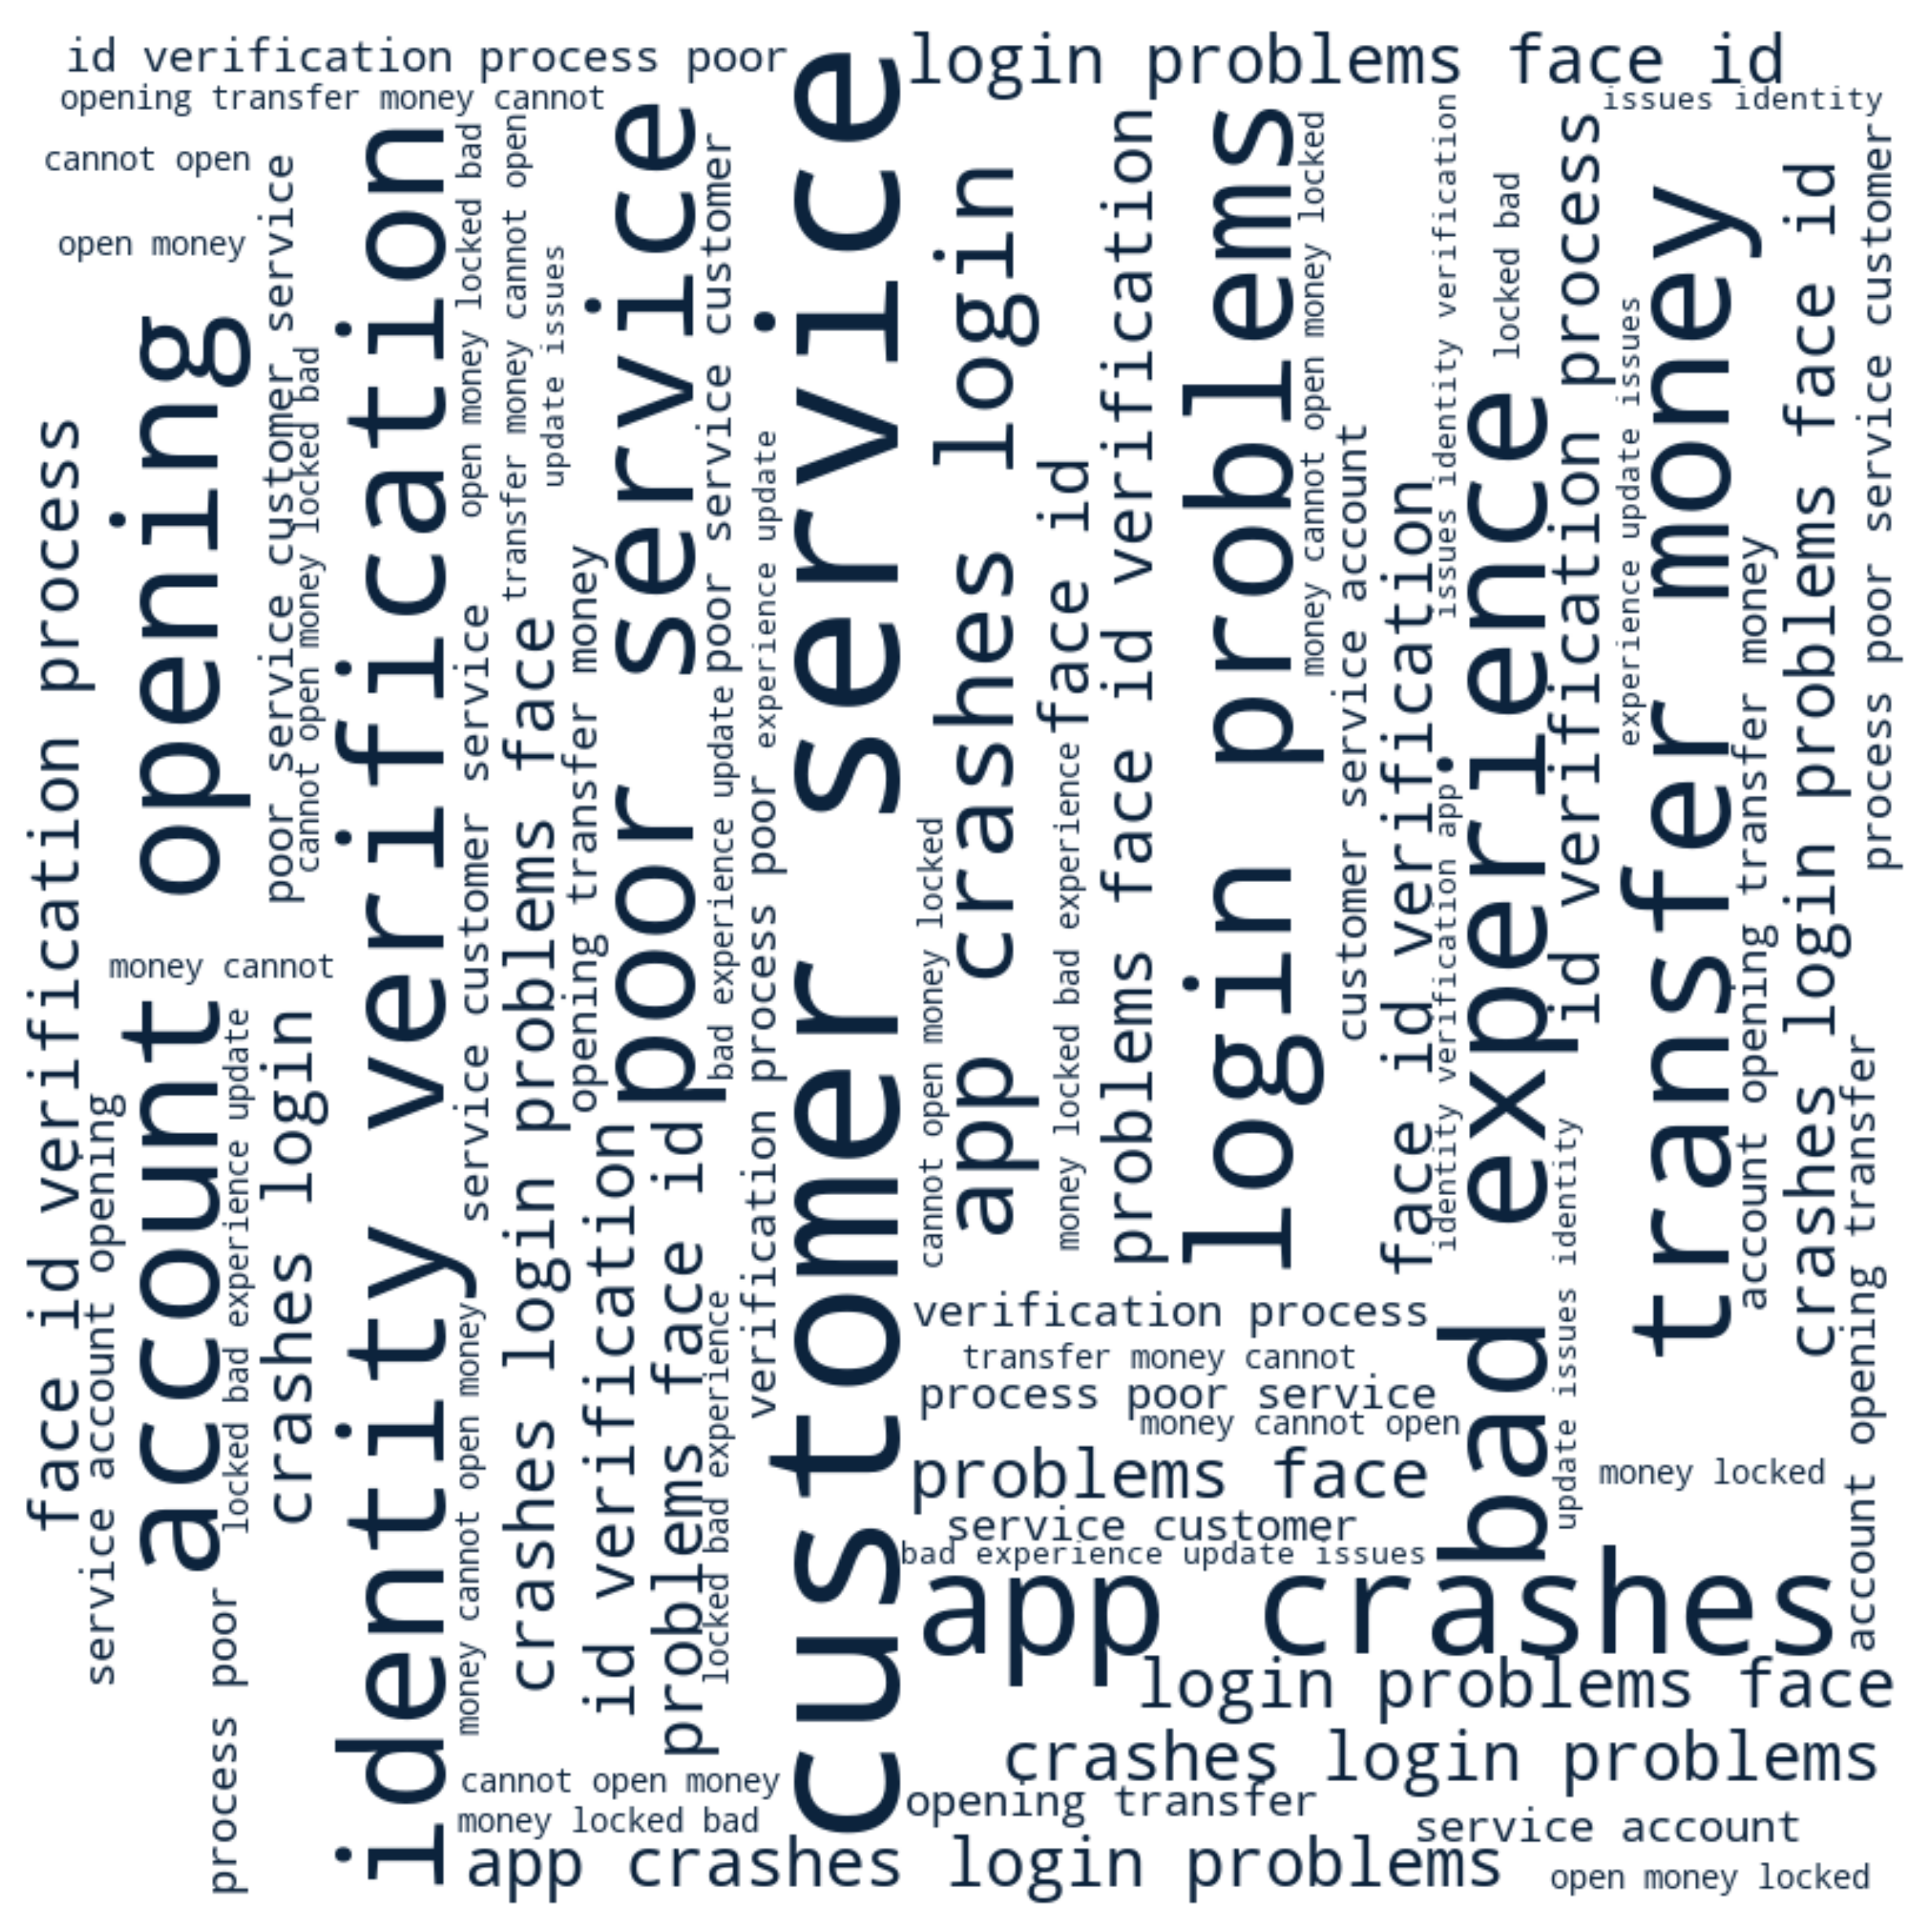 id verification process poor
login problems face id
opening transfer money cannot
issues identity
cannot open
open money
face id verification process
service account opening
account opening
process poor
locked bad experience update
poor service customer service
cannot open money locked bad
crashes login
money cannot
identity verification
open money locked bad
service customer service
money cannot open money
transfer money cannot open
crashes login problems face
update issues
opening transfer money
id verification
poor service
problems face id
poor service customer
bad experience update
locked bad experience
experience update
verification process poor
customer service
cannot open money locked
app crashes login
face id
money locked bad experience
problems face id verification
login problems
money cannot open money locked
customer service account
face id verification
issues identity verification
identity verification app
bad experience
locked bad
id verification process
update issues identity
experience update issues
transfer money
account opening transfer money
crashes login problems face id
process poor service customer
account opening transfer
verification process
transfer money cannot
process poor service
money cannot open
problems face
money locked
service customer
bad experience update issues
app crashes
login problems face
crashes login problems
cannot open money
opening transfer
money locked bad
service account
app crashes login problems
open money locked